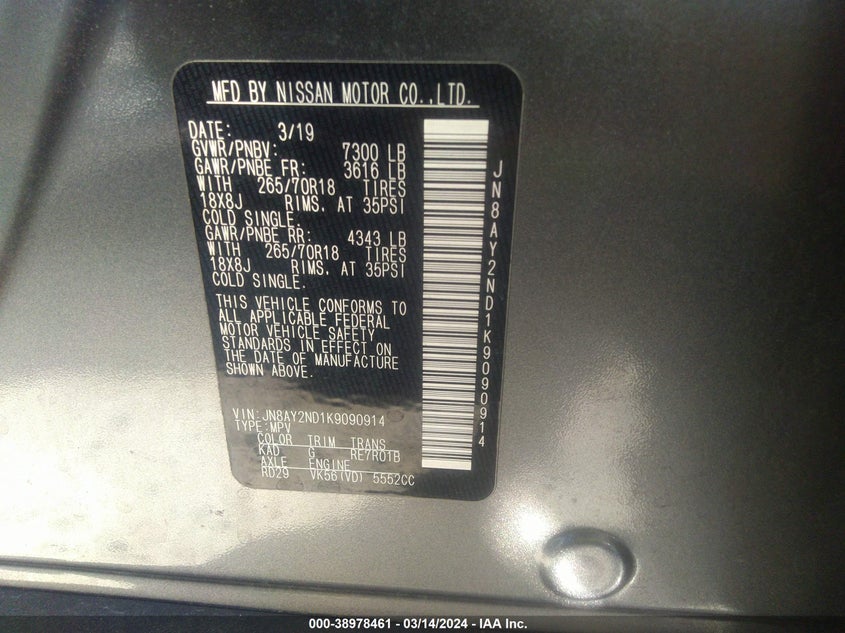 MFD BY NISSAN MOTOR CO.,LTD.
DATE: 3/19
GVWR/PNBV: 7300 LB
GAWR/PNBE FR: 3616 LB
WITH 265/70R18 TIRES
18X8J RIMS. AT 35PSI
COLD SINGLE.
GAWR/PNBE RR: 4343 LB
WITH 265/70R18 TIRES
18X8J RIMS. AT 35PSI
COLD SINGLE.
THIS VEHICLE CONFORMS TO
ALL APPLICABLE FEDERAL
MOTOR VEHICLE SAFETY
STANDARDS IN EFFECT ON
THE DATE OF MANUFACTURE
SHOWN ABOVE.
VIN:JN8AY2ND1K9090914
TYPE:MPV
COLOR TRIM TRANS
KAD G RE7R01B
AXLE ENGINE
RD29 VK56(VD) 5552CC
JN8AY2ND1K9090914
000-38978461 - 03/14/2024 - IAA Inc.